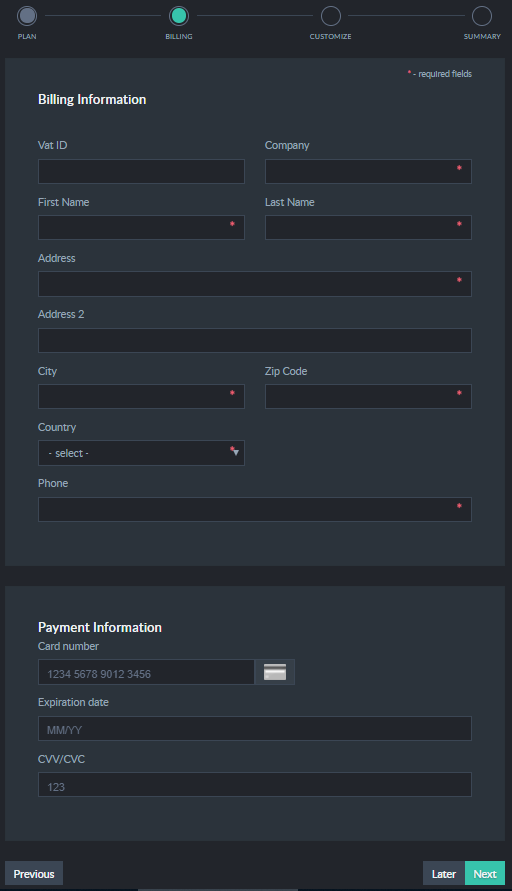 PLAN BILLING CUSTOMIZE SUMMARY
* - required fields
Billing Information
Vat ID Company
*
First Name Last Name
* *
Address
*
Address 2
City Zip Code
* *
Country
- select - *
Phone
*
Payment Information
Card number
1234 5678 9012 3456
Expiration date
MM/YY
CVV/CVC
123
Previous Later Next